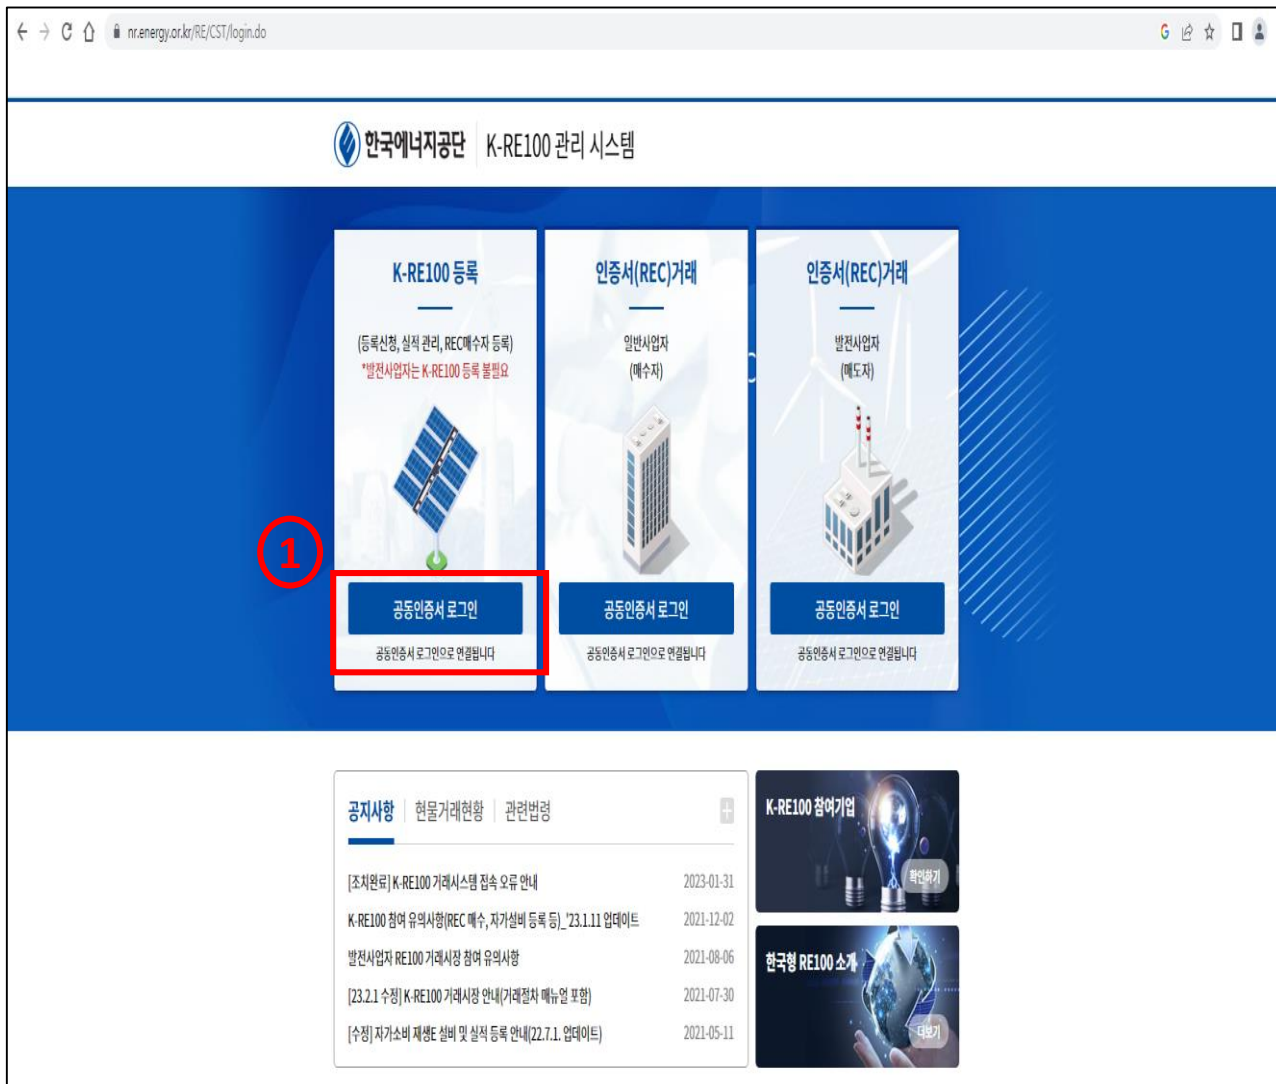 nr.energy.or.kr/RE/CST/login.do
한국에너지공단 K-RE100 관리 시스템
K-RE100 등록
(등록신청, 실적 관리, REC매수자 등록)
*발전사업자는 K-RE100 등록 불필요
1
공동인증서 로그인
공동인증서 로그인으로 연결됩니다
인증서(REC)거래
일반사업자
(매수자)
공동인증서 로그인
공동인증서 로그인으로 연결됩니다
인증서(REC)거래
발전사업자
(매도자)
공동인증서 로그인
공동인증서 로그인으로 연결됩니다
공지사항 현물거래현황 관련법령
[조치완료] K-RE100 거래시스템 접속 오류 안내 2023-01-31
K-RE100 참여 유의사항(REC 매수, 자가설비 등록 등)_'23.1.11 업데이트 2021-12-02
발전사업자 RE100 거래시장 참여 유의사항 2021-08-06
[23.2.1 수정] K-RE100 거래시장 안내(거래절차 매뉴얼 포함) 2021-07-30
[수정] 자가소비 재생E 설비 및 실적 등록 안내(22.7.1. 업데이트) 2021-05-11
K-RE100 참여기업
확인하기
한국형 RE100 소개
더보기